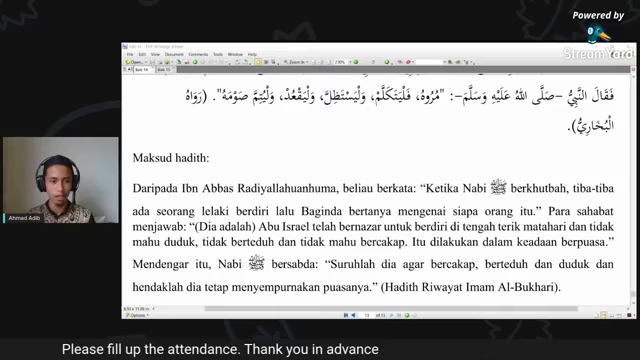 Powered by
StreamYard
فَقَالَ النَّبِيُّ -صَلَّى اللهُ عَلَيْهِ وَسَلَّمَ-: "مُرُوهُ، فَلْيَتَكَلَّمْ، وَلْيَسْتَظِلَّ، وَلْيَقْعُدْ، وَلْيُتِمَّ صَوْمَهُ". (رَوَاهُ
الْبُخَارِيُّ).
Maksud hadith:
Daripada Ibn Abbas Radiyallahuanhuma, beliau berkata: “Ketika Nabi ﷺ berkhutbah, tiba-tiba
ada seorang lelaki berdiri lalu Baginda bertanya mengenai siapa orang itu.” Para sahabat
menjawab: “(Dia adalah) Abu Israel telah bernazar untuk berdiri di tengah terik matahari dan tidak
mahu duduk, tidak berteduh dan tidak mahu bercakap. Itu dilakukan dalam keadaan berpuasa.”
Mendengar itu, Nabi ﷺ bersabda: “Suruhlah dia agar bercakap, berteduh dan duduk dan
hendaklah dia tetap menyempurnakan puasanya.” (Hadith Riwayat Imam Al-Bukhari).
Ahmad Adib
Please fill up the attendance. Thank you in advance